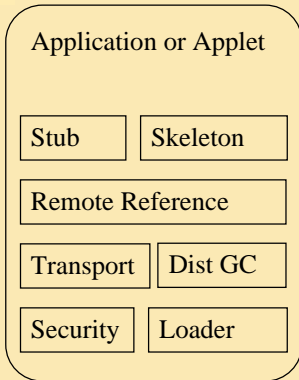 Application or Applet
Stub Skeleton
Remote Reference
Transport Dist GC
Security Loader